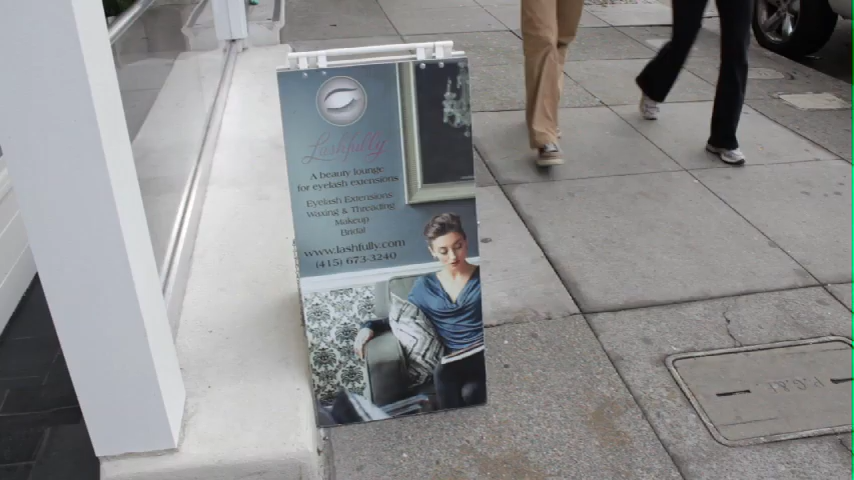 Lashfully
A beauty lounge
for eyelash extensions
Eyelash Extensions
Waxing & Threading
Makeup
Bridal
www.lashfully.com
(415) 673-3240